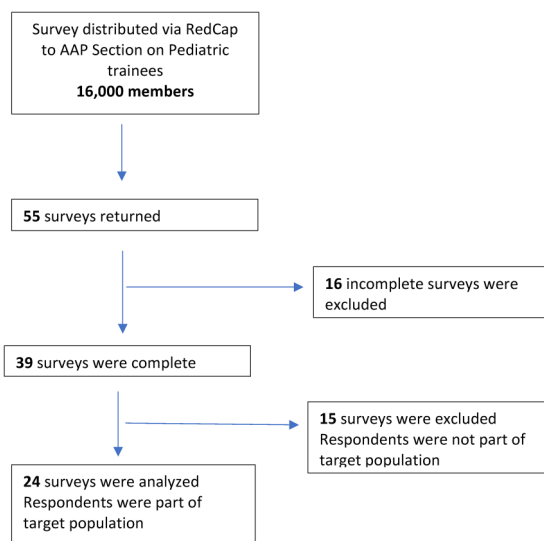 Survey distributed via RedCap
to AAP Section on Pediatric
trainees
16,000 members
55 surveys returned
16 incomplete surveys were
excluded
39 surveys were complete
15 surveys were excluded
Respondents were not part of
target population
24 surveys were analyzed
Respondents were part of
target population